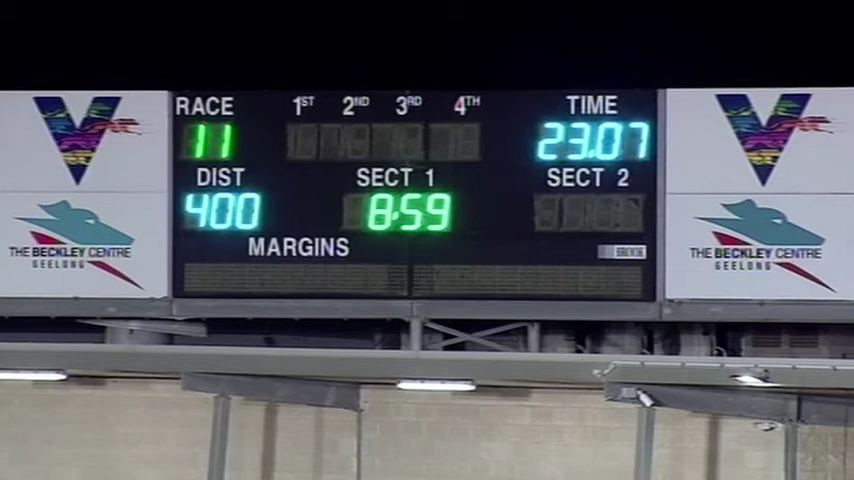 RACE 1ST 2ND 3RD 4TH TIME
11 23.07
DIST SECT 1 SECT 2
400 8.59
MARGINS
V
THE BECKLEY CENTRE
GEELONG
V
THE BECKLEY CENTRE
GEELONG